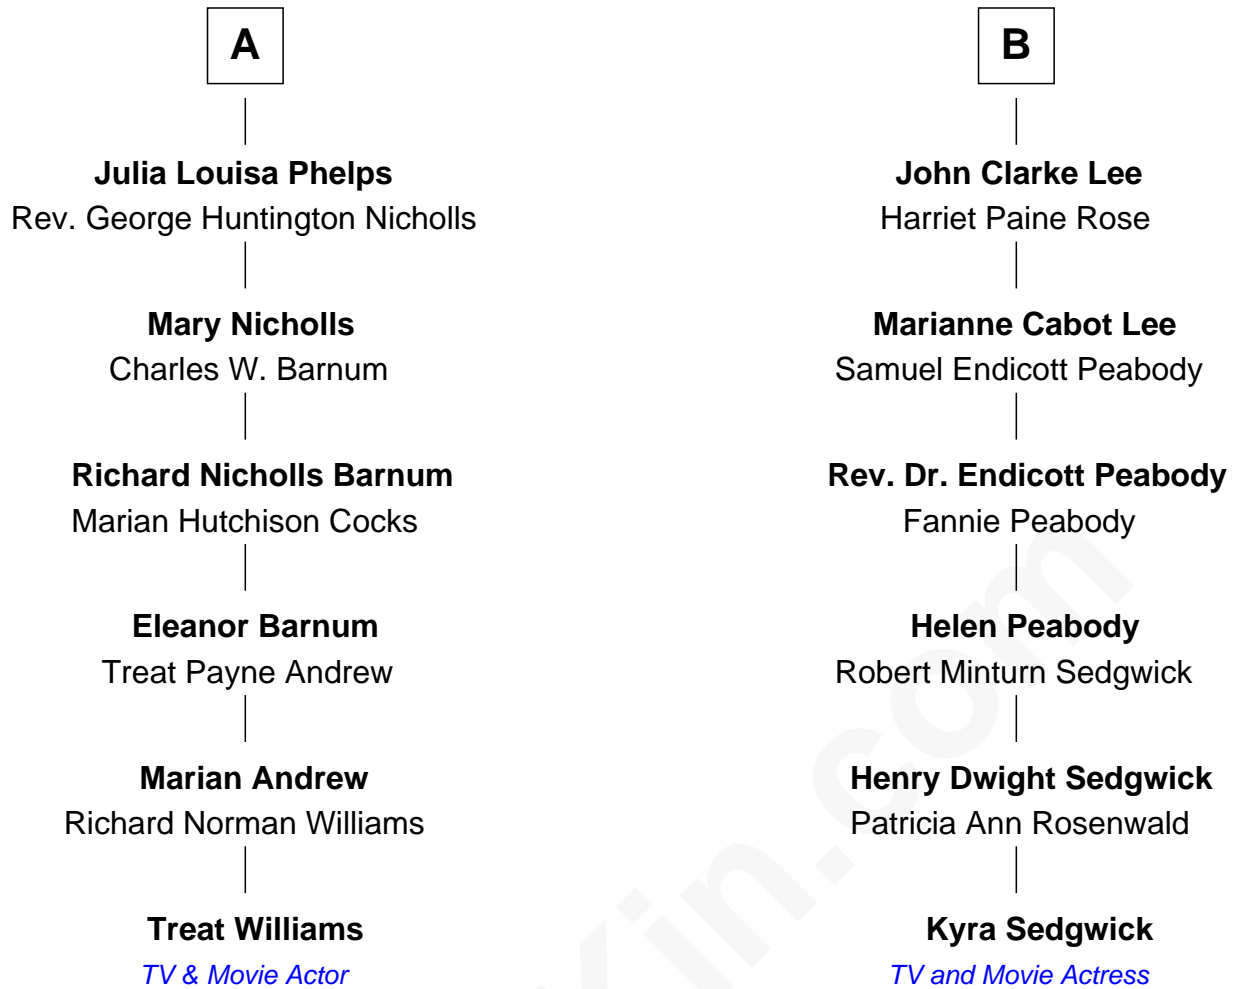 A
Julia Louisa Phelps
Rev. George Huntington Nicholls
Mary Nicholls
Charles W. Barnum
Richard Nicholls Barnum
Marian Hutchison Cocks
Eleanor Barnum
Treat Payne Andrew
Marian Andrew
Richard Norman Williams
Treat Williams
TV & Movie Actor
B
John Clarke Lee
Harriet Paine Rose
Marianne Cabot Lee
Samuel Endicott Peabody
Rev. Dr. Endicott Peabody
Fannie Peabody
Helen Peabody
Robert Minturn Sedgwick
Henry Dwight Sedgwick
Patricia Ann Rosenwald
Kyra Sedgwick
TV and Movie Actress
Kin.com